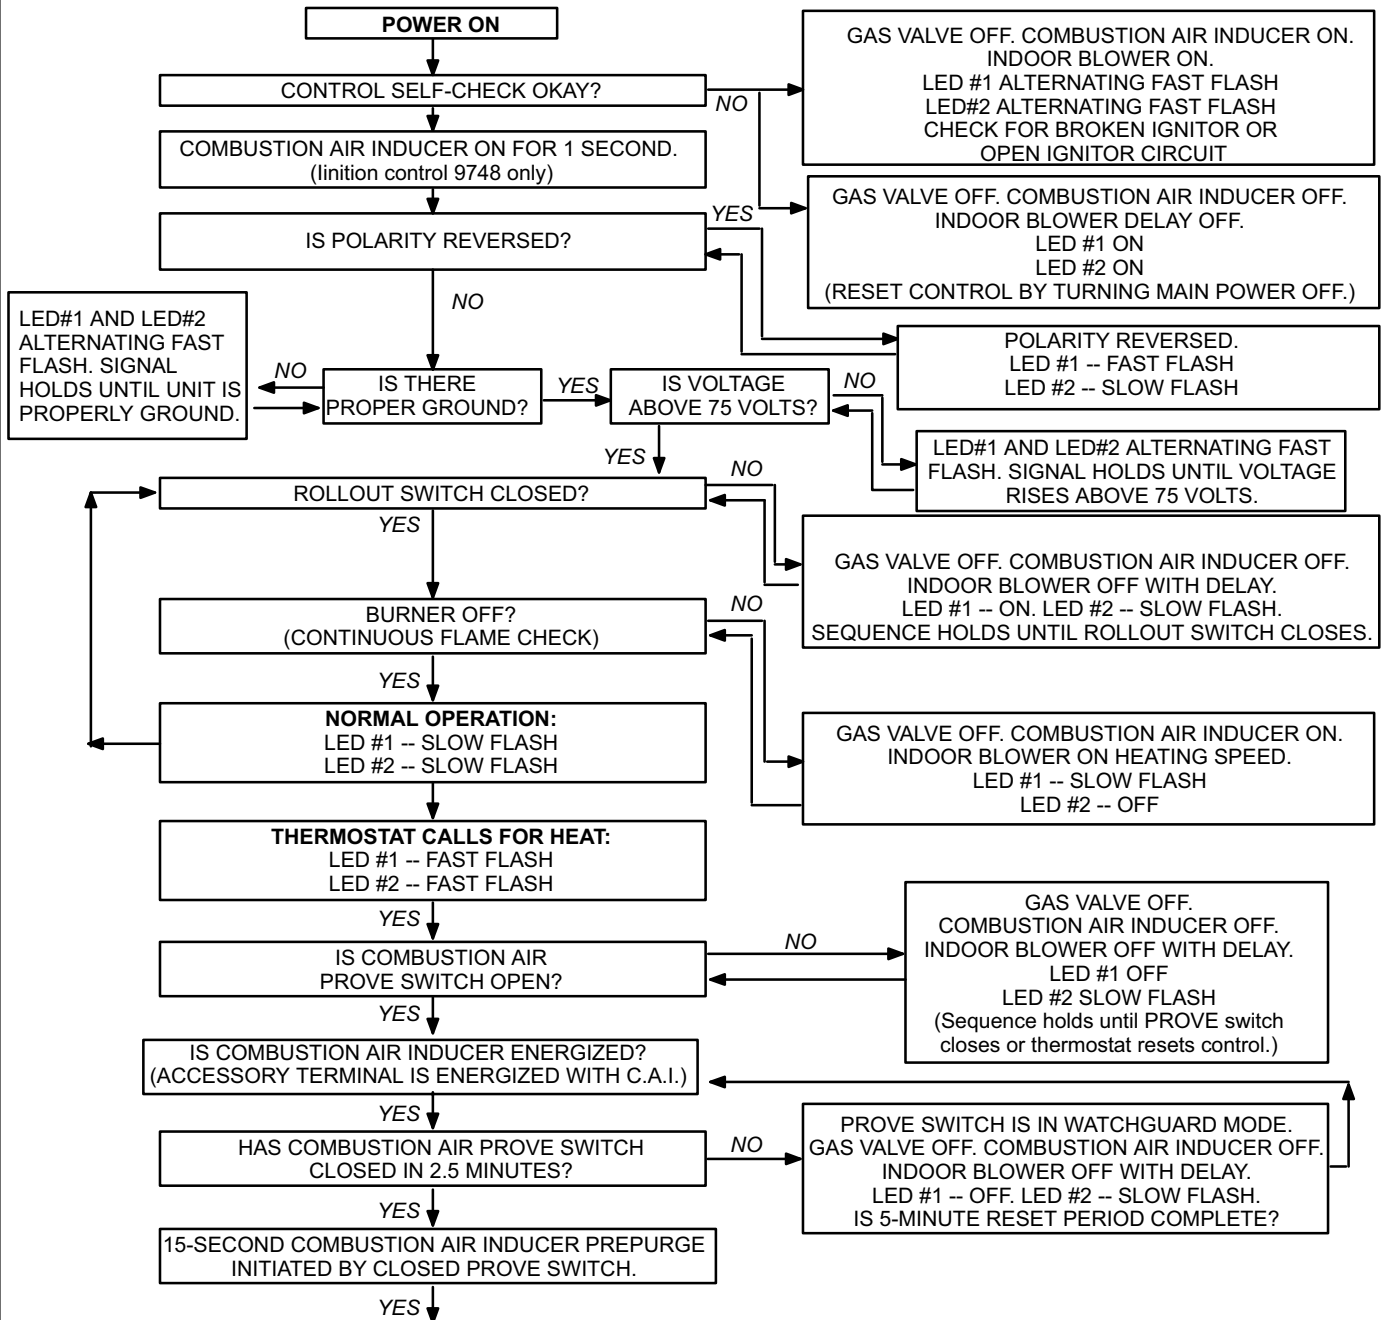 POWER ON
GAS VALVE OFF. COMBUSTION AIR INDUCER ON.
INDOOR BLOWER ON.
LED #1 ALTERNATING FAST FLASH
LED#2 ALTERNATING FAST FLASH
CHECK FOR BROKEN IGNITOR OR
OPEN IGNITOR CIRCUIT
CONTROL SELF-CHECK OKAY?
NO
COMBUSTION AIR INDUCER ON FOR 1 SECOND.
(Iinition control 9748 only)
GAS VALVE OFF. COMBUSTION AIR INDUCER OFF.
INDOOR BLOWER DELAY OFF.
LED #1 ON
LED #2 ON
(RESET CONTROL BY TURNING MAIN POWER OFF.)
IS POLARITY REVERSED?
YES
NO
POLARITY REVERSED.
LED #1 -- FAST FLASH
LED #2 -- SLOW FLASH
LED#1 AND LED#2
ALTERNATING FAST
FLASH. SIGNAL
HOLDS UNTIL UNIT IS
PROPERLY GROUND.
NO
IS THERE
PROPER GROUND?
YES
IS VOLTAGE
ABOVE 75 VOLTS?
NO
LED#1 AND LED#2 ALTERNATING FAST
FLASH. SIGNAL HOLDS UNTIL VOLTAGE
RISES ABOVE 75 VOLTS.
YES
ROLLOUT SWITCH CLOSED?
NO
YES
GAS VALVE OFF. COMBUSTION AIR INDUCER OFF.
INDOOR BLOWER OFF WITH DELAY.
LED #1 -- ON. LED #2 -- SLOW FLASH.
SEQUENCE HOLDS UNTIL ROLLOUT SWITCH CLOSES.
BURNER OFF?
(CONTINUOUS FLAME CHECK)
NO
YES
GAS VALVE OFF. COMBUSTION AIR INDUCER ON.
INDOOR BLOWER ON HEATING SPEED.
LED #1 -- SLOW FLASH
LED #2 -- OFF
NORMAL OPERATION:
LED #1 -- SLOW FLASH
LED #2 -- SLOW FLASH
THERMOSTAT CALLS FOR HEAT:
LED #1 -- FAST FLASH
LED #2 -- FAST FLASH
YES
IS COMBUSTION AIR
PROVE SWITCH OPEN?
NO
GAS VALVE OFF.
COMBUSTION AIR INDUCER OFF.
INDOOR BLOWER OFF WITH DELAY.
LED #1 OFF
LED #2 SLOW FLASH
(Sequence holds until PROVE switch
closes or thermostat resets control.)
YES
IS COMBUSTION AIR INDUCER ENERGIZED?
(ACCESSORY TERMINAL IS ENERGIZED WITH C.A.I.)
YES
HAS COMBUSTION AIR PROVE SWITCH
CLOSED IN 2.5 MINUTES?
NO
PROVE SWITCH IS IN WATCHGUARD MODE.
GAS VALVE OFF. COMBUSTION AIR INDUCER OFF.
INDOOR BLOWER OFF WITH DELAY.
LED #1 -- OFF. LED #2 -- SLOW FLASH.
IS 5-MINUTE RESET PERIOD COMPLETE?
YES
15-SECOND COMBUSTION AIR INDUCER PREPURGE
INITIATED BY CLOSED PROVE SWITCH.
YES